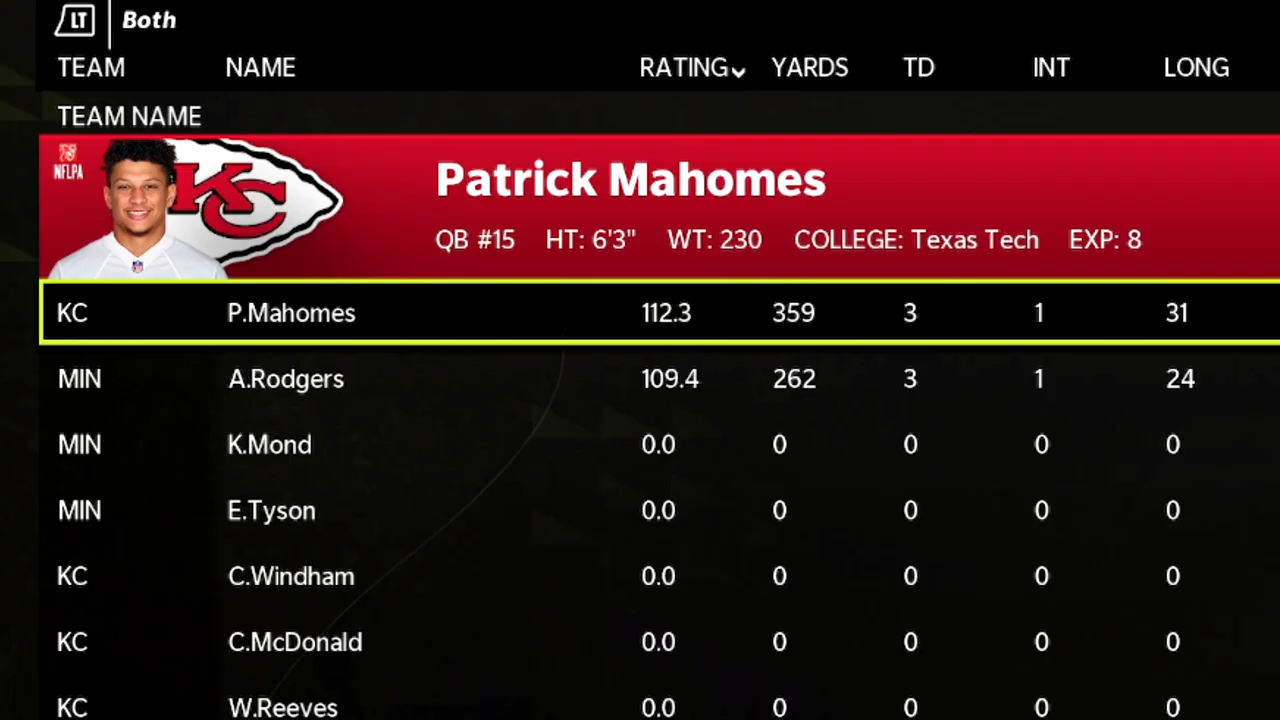 LT Both
TEAM NAME RATING YARDS TD INT LONG
TEAM NAME
NFLPA
KC
Patrick Mahomes
QB #15 HT: 6'3" WT: 230 COLLEGE: Texas Tech EXP: 8
KC P.Mahomes 112.3 359 3 1 31
MIN A.Rodgers 109.4 262 3 1 24
MIN K.Mond 0.0 0 0 0 0
MIN E.Tyson 0.0 0 0 0 0
KC C.Windham 0.0 0 0 0 0
KC C.McDonald 0.0 0 0 0 0
KC W.Reeves 0.0 0 0 0 0